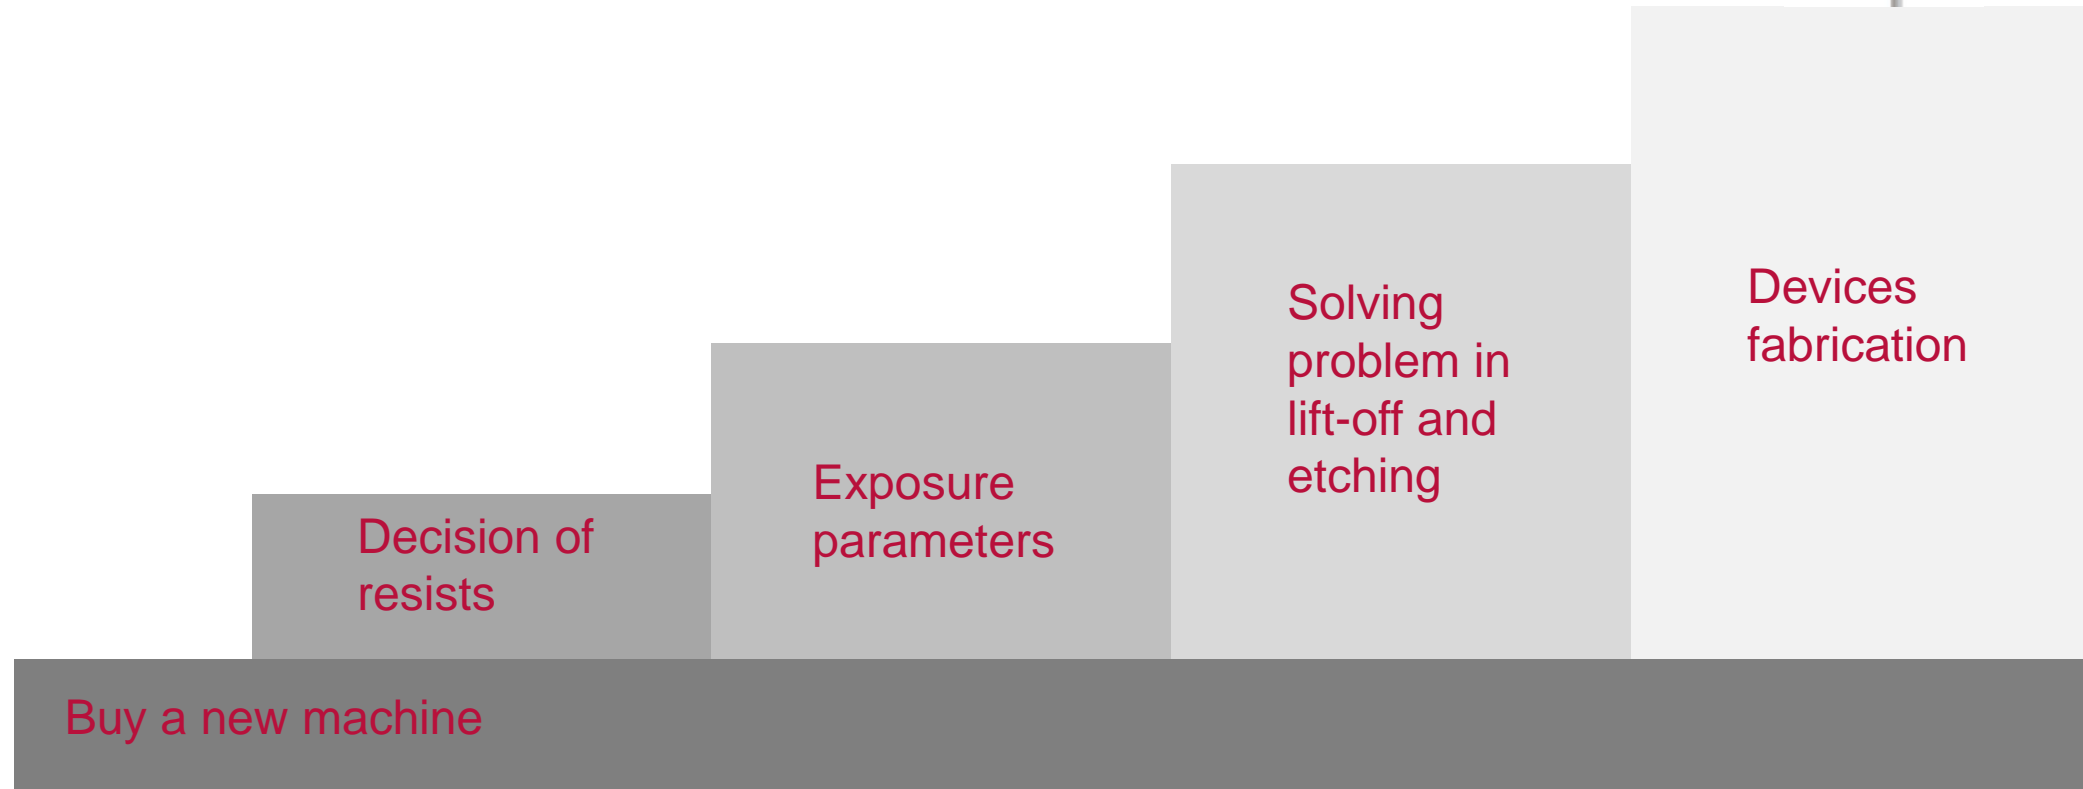 Buy a new machine
Decision of
resists
Exposure
parameters
Solving
problem in
lift-off and
etching
Devices
fabrication